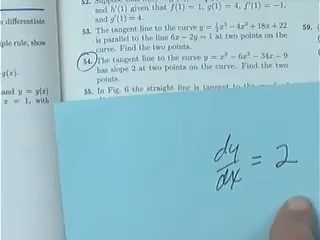 differentiate
and h'(1) given that f(1) = 1, g(1) = 4, f'(1) = -1,
and g'(1) = 4.
53. The tangent line to the curve y = ⅓x³ - 4x² + 18x + 22
is parallel to the line 6x - 2y = 1 at two points on the
curve. Find the two points.
54. The tangent line to the curve y = x³ - 6x² - 34x - 9
has slope 2 at two points on the curve. Find the two
points.
55. In Fig. 6 the straight line is tangent to the
59.
ple rule, show
g(x).
and y = g(x)
x = 1, with
dy/dx = 2